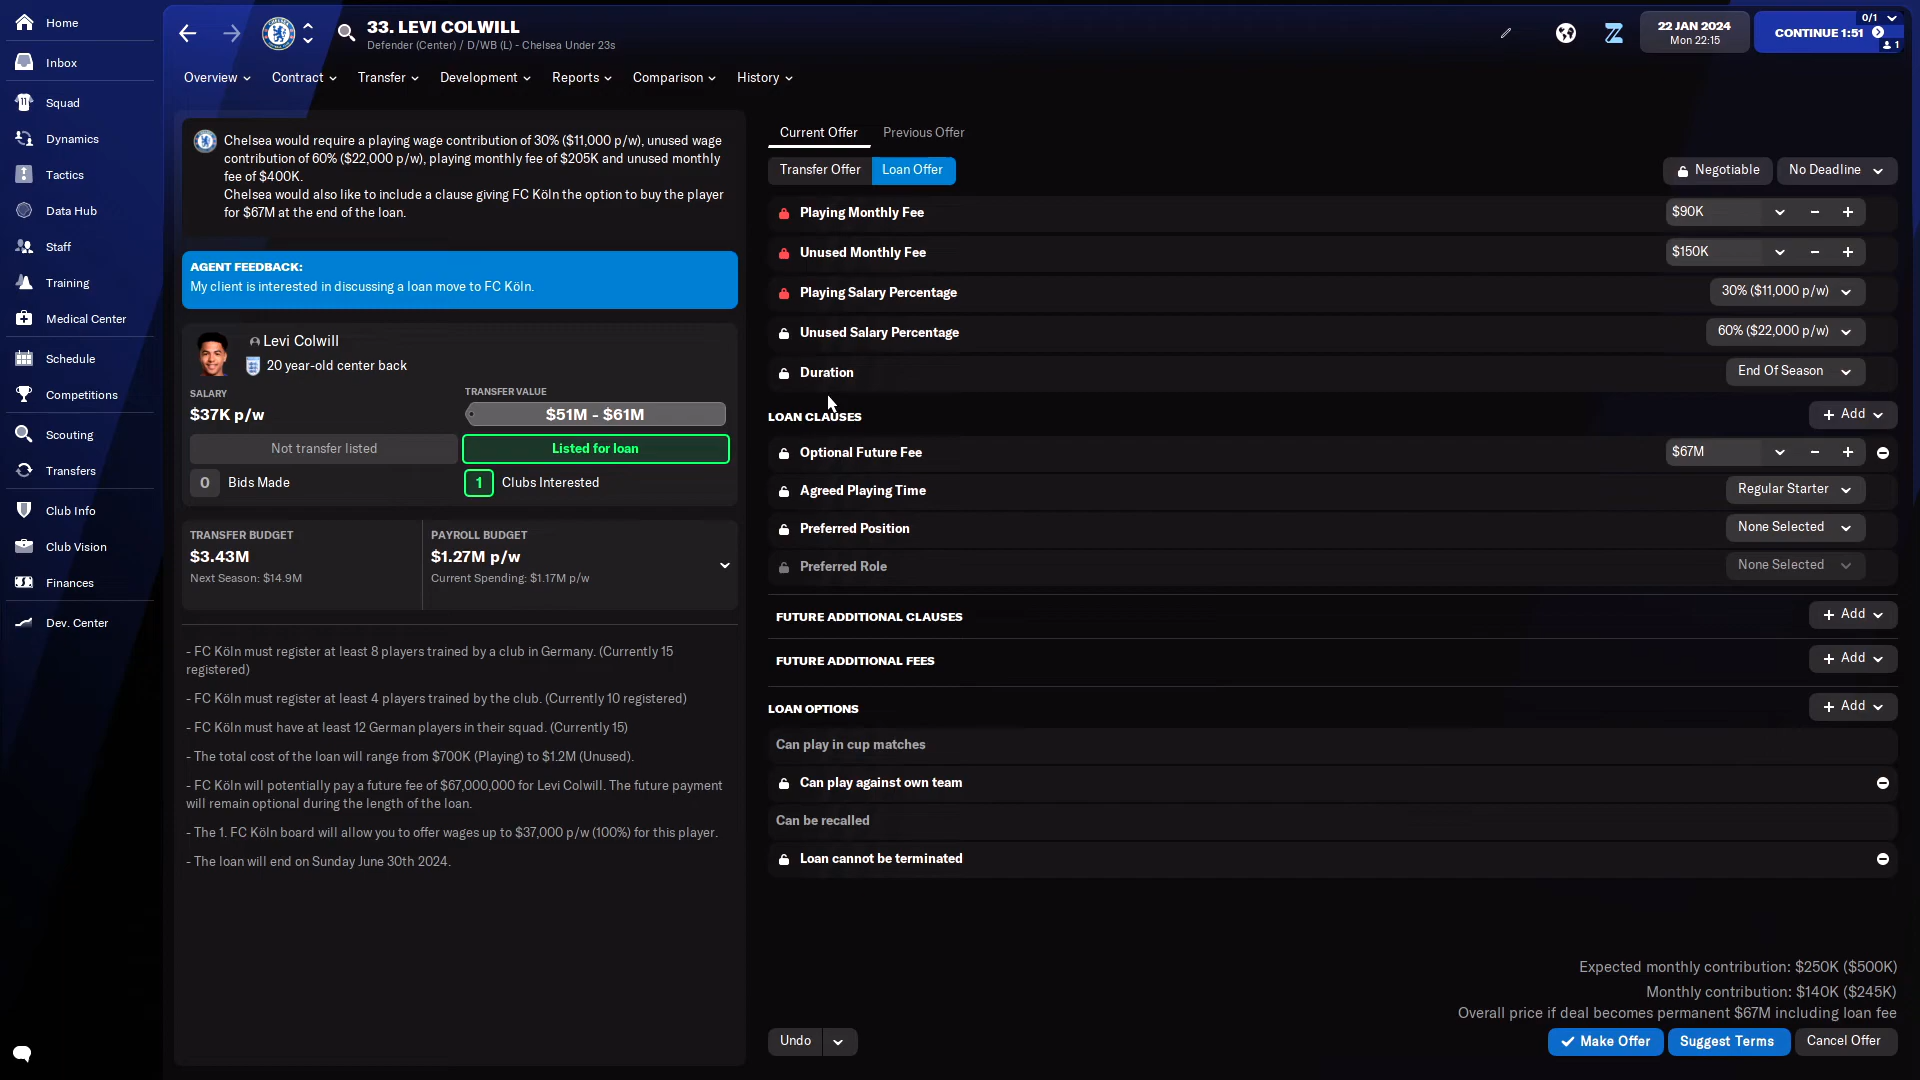 Home
Inbox
Squad
Dynamics
Tactics
Data Hub
Staff
Training
Medical Center
Schedule
Competitions
Scouting
Transfers
Club Info
Club Vision
Finances
Dev. Center
33. LEVI COLWILL
Defender (Center) / D/WB (L) - Chelsea Under 23s
22 JAN 2024
Mon 22:15
CONTINUE 1:51
0/1
1
Overview
Contract
Transfer
Development
Reports
Comparison
History
Chelsea would require a playing wage contribution of 30% ($11,000 p/w), unused wage
contribution of 60% ($22,000 p/w), playing monthly fee of $205K and unused monthly
fee of $400K.
Chelsea would also like to include a clause giving FC Köln the option to buy the player
for $67M at the end of the loan.
AGENT FEEDBACK:
My client is interested in discussing a loan move to FC Köln.
Levi Colwill
20 year-old center back
SALARY
$37K p/w
TRANSFER VALUE
$51M - $61M
Not transfer listed
Listed for loan
0 Bids Made
1 Clubs Interested
TRANSFER BUDGET
$3.43M
Next Season: $14.9M
PAYROLL BUDGET
$1.27M p/w
Current Spending: $1.17M p/w
- FC Köln must register at least 8 players trained by a club in Germany. (Currently 15
registered)
- FC Köln must register at least 4 players trained by the club. (Currently 10 registered)
- FC Köln must have at least 12 German players in their squad. (Currently 15)
- The total cost of the loan will range from $700K (Playing) to $1.2M (Unused).
- FC Köln will potentially pay a future fee of $67,000,000 for Levi Colwill. The future payment
will remain optional during the length of the loan.
- The 1. FC Köln board will allow you to offer wages up to $37,000 p/w (100%) for this player.
- The loan will end on Sunday June 30th 2024.
Current Offer
Previous Offer
Transfer Offer
Loan Offer
Negotiable
No Deadline
Playing Monthly Fee $90K - +
Unused Monthly Fee $150K - +
Playing Salary Percentage 30% ($11,000 p/w)
Unused Salary Percentage 60% ($22,000 p/w)
Duration End Of Season
LOAN CLAUSES + Add
Optional Future Fee $67M - +
Agreed Playing Time Regular Starter
Preferred Position None Selected
Preferred Role None Selected
FUTURE ADDITIONAL CLAUSES + Add
FUTURE ADDITIONAL FEES + Add
LOAN OPTIONS + Add
Can play in cup matches
Can play against own team
Can be recalled
Loan cannot be terminated
Expected monthly contribution: $250K ($500K)
Monthly contribution: $140K ($245K)
Overall price if deal becomes permanent $67M including loan fee
Undo
Make Offer
Suggest Terms
Cancel Offer